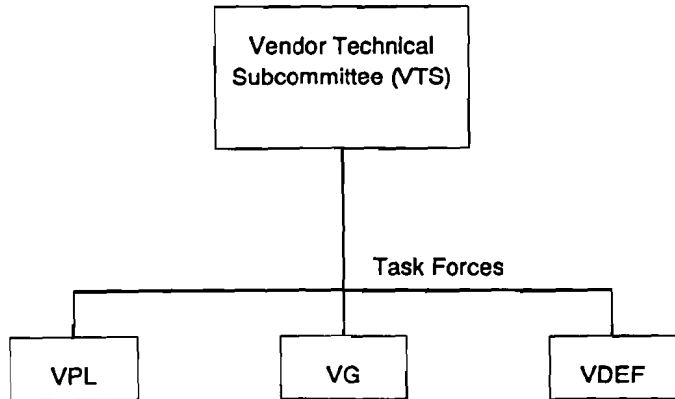 Vendor Technical
Subcommittee (VTS)
Task Forces
VPL
VG
VDEF